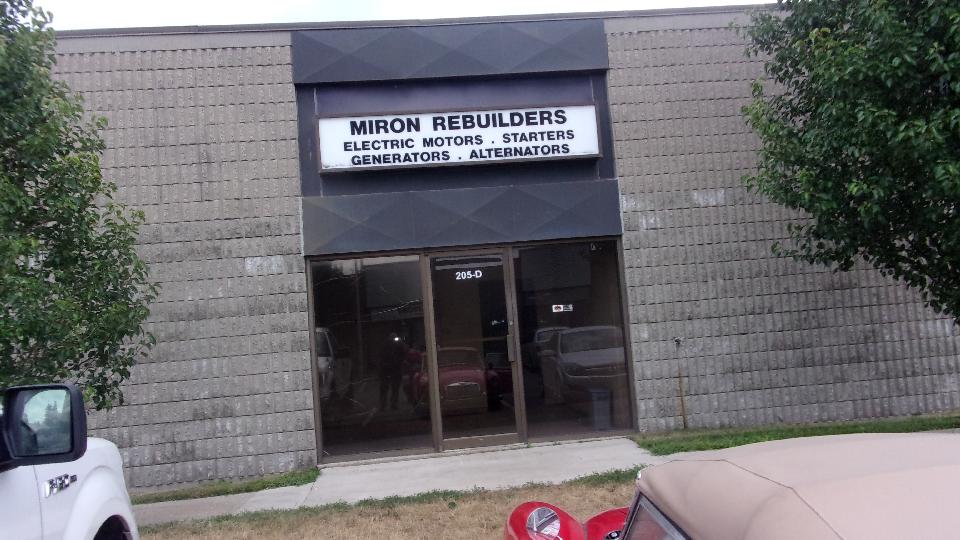 MIRON REBUILDERS
ELECTRIC MOTORS . STARTERS
GENERATORS . ALTERNATORS
205-D